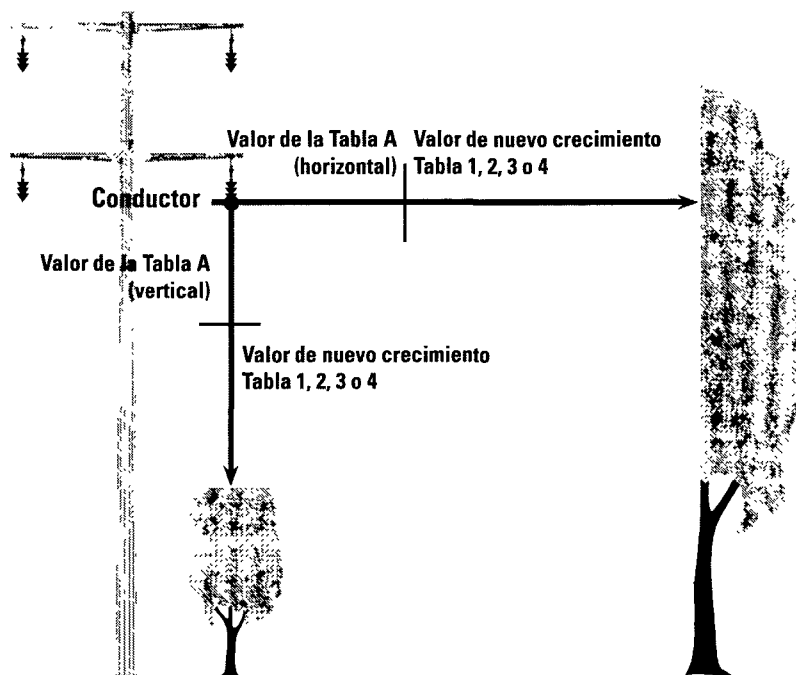 Valor de la Tabla A
(horizontal)
Valor de nuevo crecimiento
Tabla 1, 2, 3 o 4
Conductor
Valor de la Tabla A
(vertical)
Valor de nuevo crecimiento
Tabla 1, 2, 3 o 4